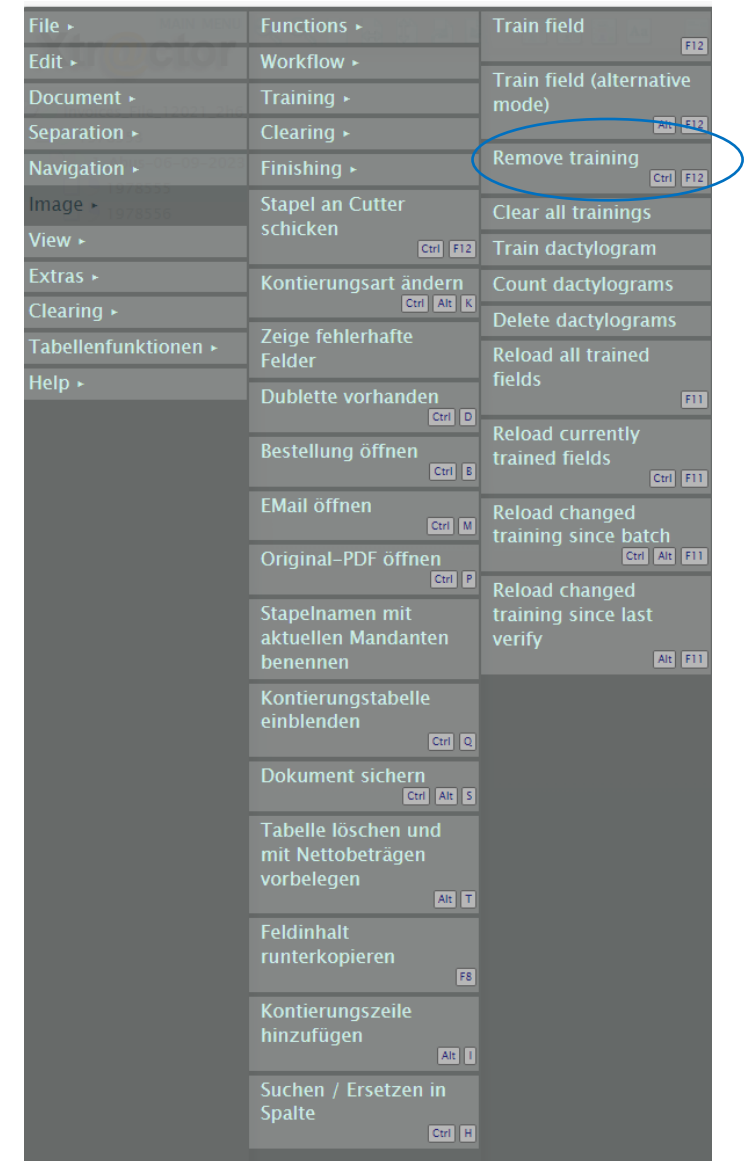 File ▸
Edit ▸
Document ▸
Separation ▸
Navigation ▸
Image ▸
View ▸
Extras ▸
Clearing ▸
Tabellenfunktionen ▸
Help ▸
Functions ▸
Workflow ▸
Training ▸
Clearing ▸
Finishing ▸
Stapel an Cutter
schicken
Ctrl F12
Kontierungsart ändern
Ctrl Alt K
Zeige fehlerhafte
Felder
Dublette vorhanden
Ctrl D
Bestellung öffnen
Ctrl B
EMail öffnen
Ctrl M
Original-PDF öffnen
Ctrl P
Stapelnamen mit
aktuellen Mandanten
benennen
Kontierungstabelle
einblenden
Ctrl Q
Dokument sichern
Ctrl Alt S
Tabelle löschen und
mit Nettobeträgen
vorbelegen
Alt T
Feldinhalt
runterkopieren
F8
Kontierungszeile
hinzufügen
Alt I
Suchen / Ersetzen in
Spalte
Ctrl H
Train field
F12
Train field (alternative
mode)
Alt F12
Remove training
Ctrl F12
Clear all trainings
Train dactylogram
Count dactylograms
Delete dactylograms
Reload all trained
fields
F11
Reload currently
trained fields
Ctrl F11
Reload changed
training since batch
Ctrl Alt F11
Reload changed
training since last
verify
Alt F11